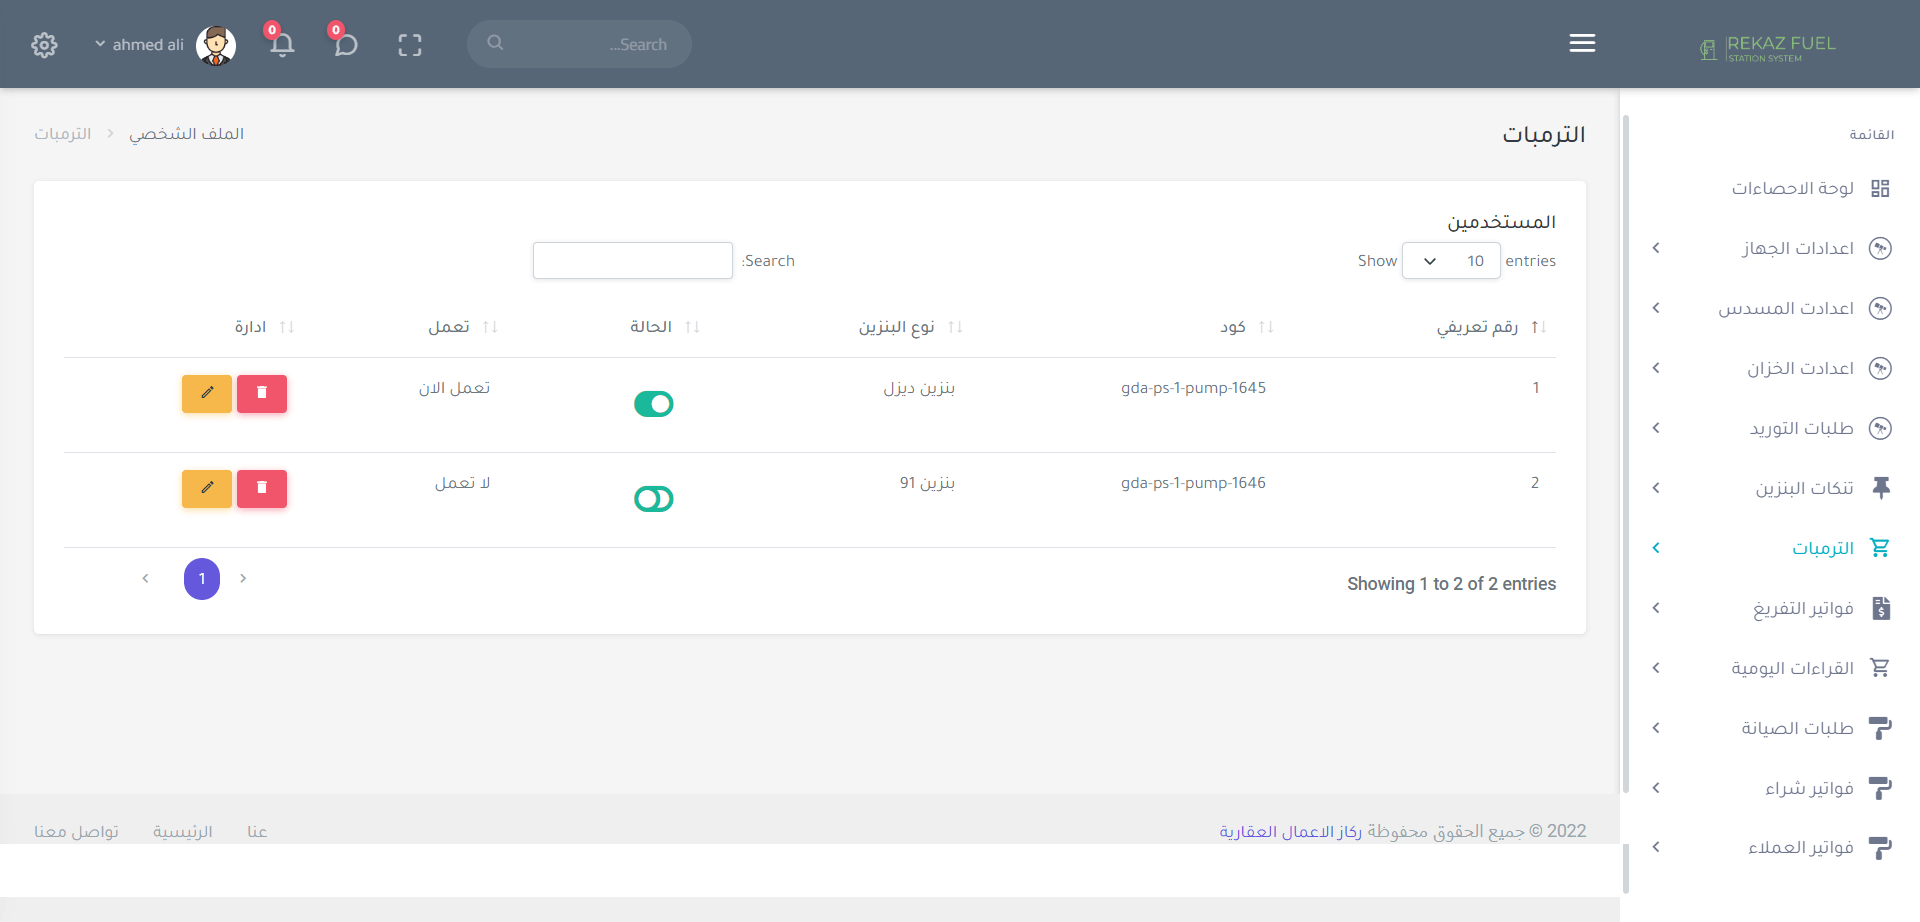 REKAZ FUEL
STATION SYSTEM
Search...
0
0
ahmed ali
القائمة
لوحة الاحصاءات
اعدادات الجهاز
اعدادت المسدس
اعدادت الخزان
طلبات التوريد
تنكات البنزين
الترمبات
فواتير التفريغ
القراءات اليومية
طلبات الصيانة
فواتير شراء
فواتير العملاء
الترمبات
الملف الشخصي
الترمبات
المستخدمين
Show 10 entries
Search:
رقم تعريفي كود نوع البنزين الحالة تعمل ادارة
1 gda-ps-1-pump-1645 بنزين ديزل تعمل الان
2 gda-ps-1-pump-1646 بنزين 91 لا تعمل
Showing 1 to 2 of 2 entries
1
2022 © جميع الحقوق محفوظة ركاز الاعمال العقارية
عنا الرئيسية تواصل معنا